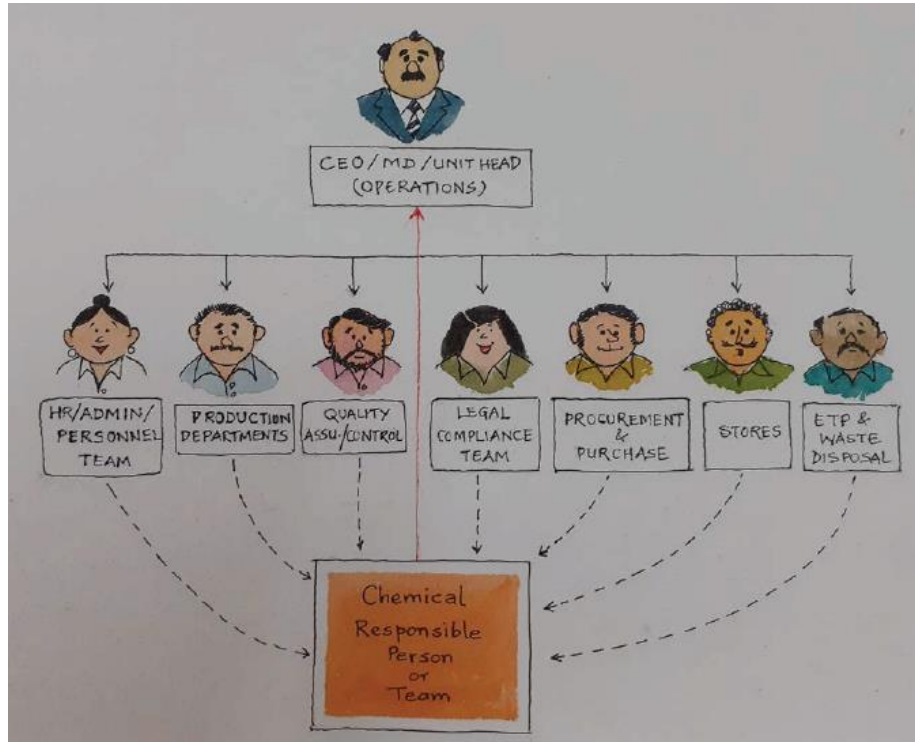 CEO/MD/UNIT HEAD
(OPERATIONS)
HR/ADMIN/
PERSONNEL
TEAM
PRODUCTION
DEPARTMENTS
QUALITY
ASSU-/CONTROL
LEGAL
COMPLIANCE
TEAM
PROCUREMENT
&
PURCHASE
STORES
ETP &
WASTE
DISPOSAL
Chemical
Responsible
Person
or
Team